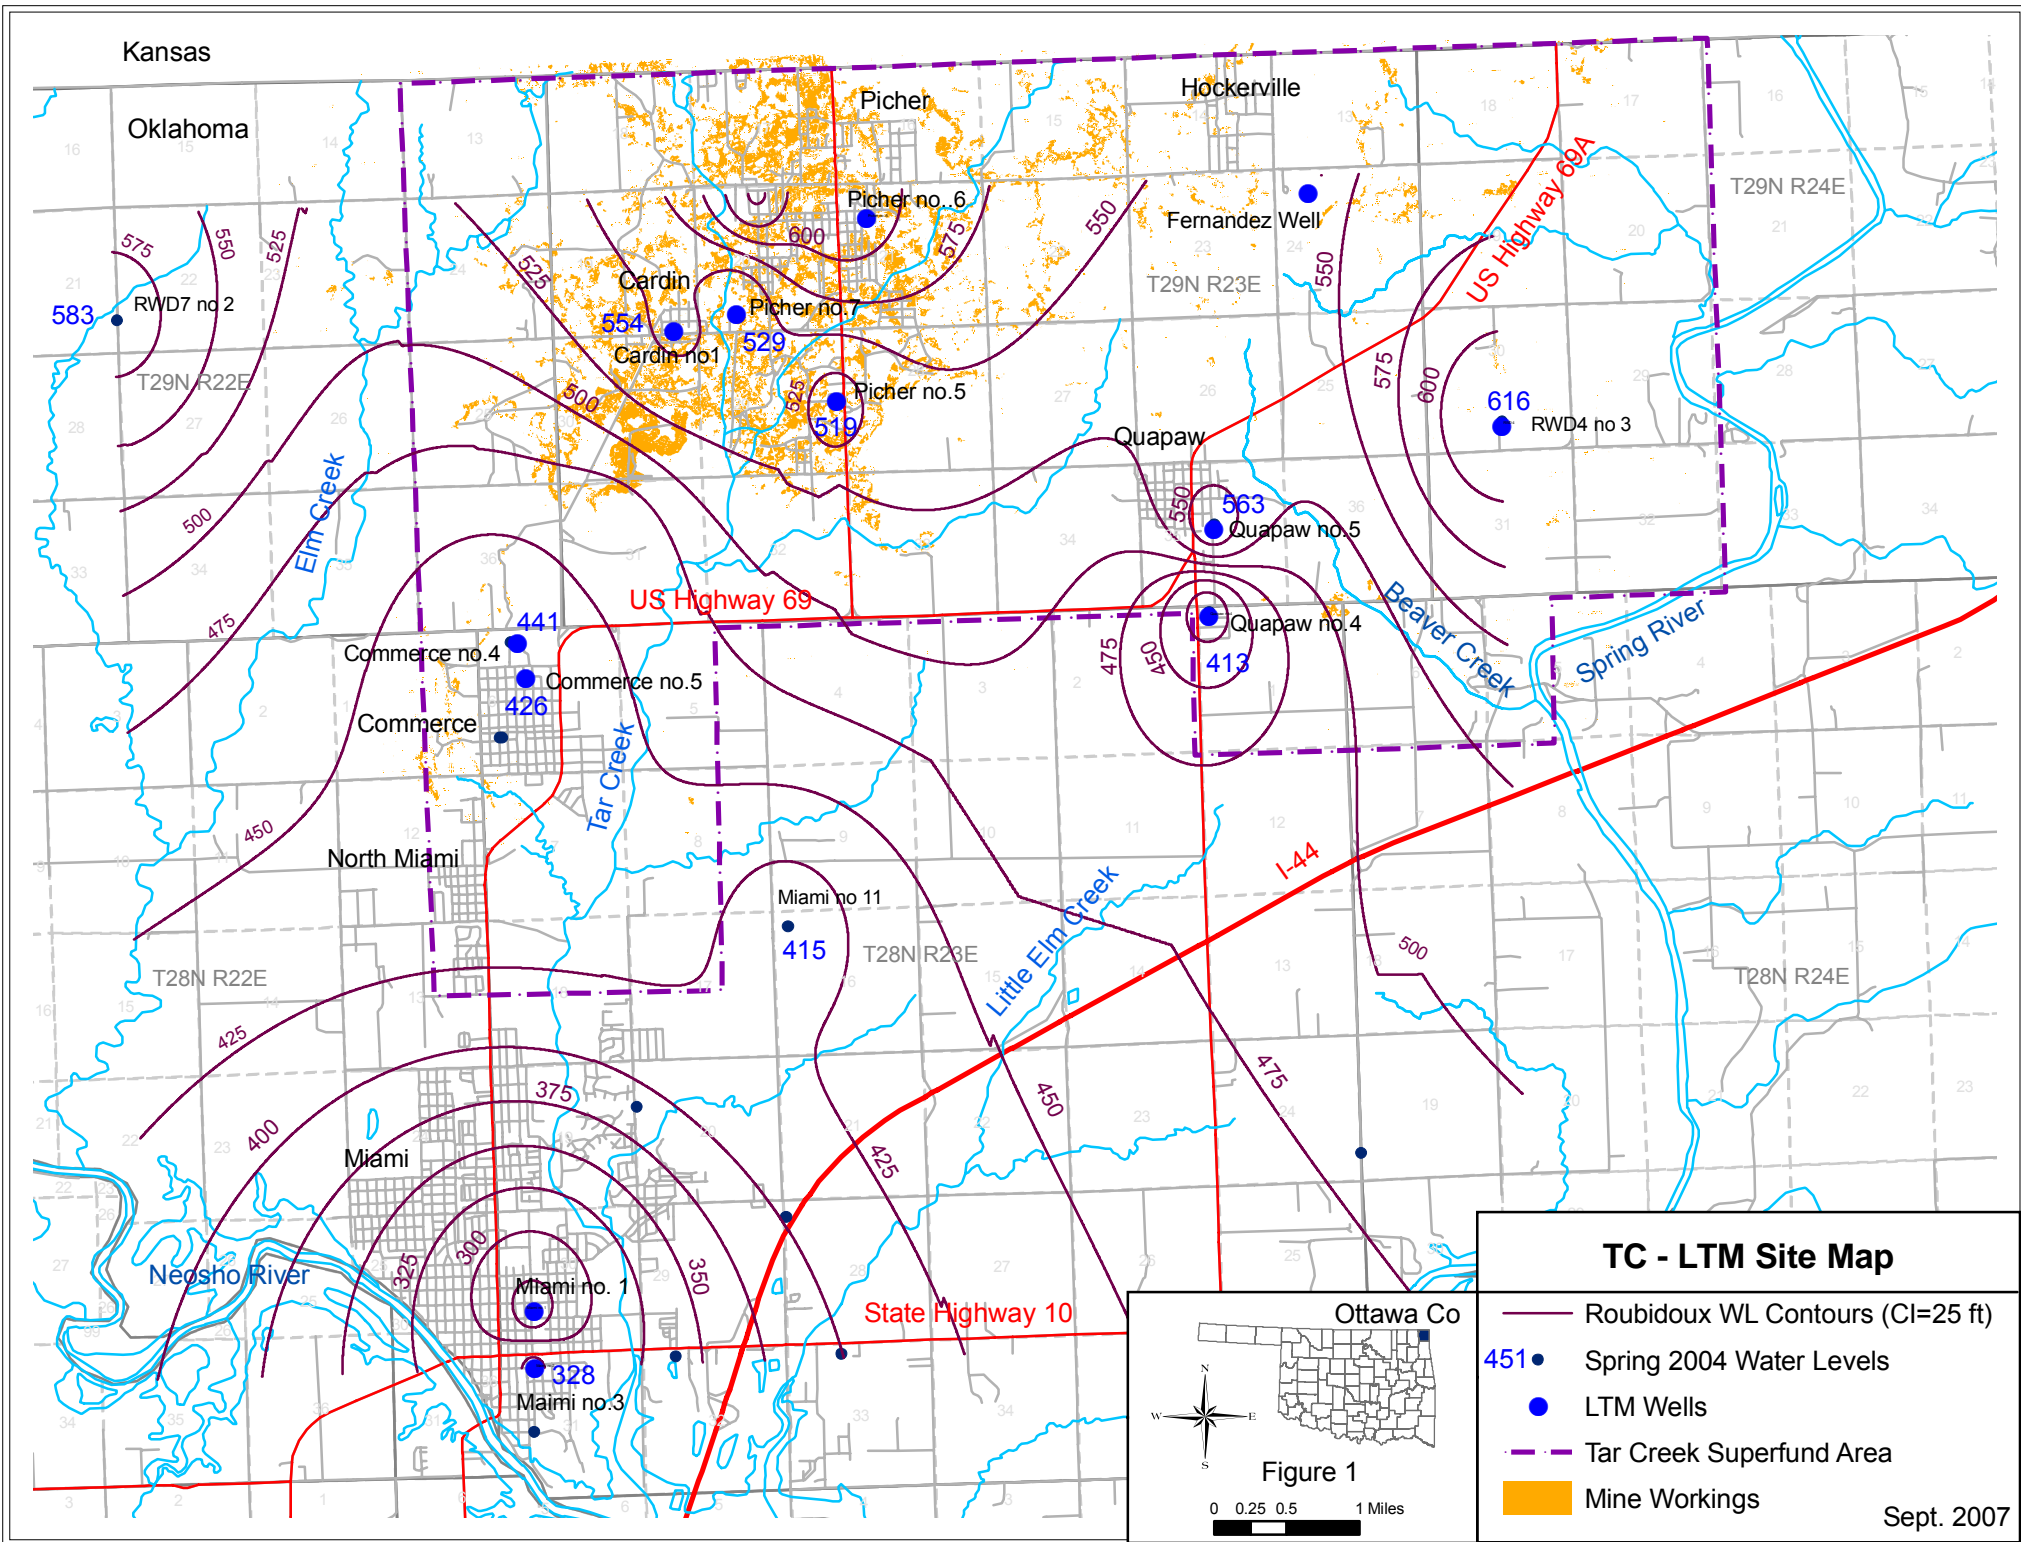 Kansas
Oklahoma
Picher
Hockerville
US Highway 69A
T29N R24E
Picher no..6
Fernandez Well
575
550
525
600
575
550
550
T29N R23E
Cardin
525
583
RWD7 no 2
554
Picher no.7
529
Cardin no1
T29N R22E
500
525
Picher no.5
519
575
600
616
RWD4 no 3
Quapaw
550
563
Quapaw no.5
500
Elm Creek
475
US Highway 69
441
Commerce no.4
Commerce no.5
426
Commerce
Tar Creek
475
450
Quapaw no.4
413
Beaver Creek
Spring River
450
North Miami
I-44
Miami no 11
415
T28N R23E
Little Elm Creek
500
T28N R22E
T28N R24E
425
375
400
475
450
425
Miami
Neosho River
325
300
350
Miami no. 1
State Highway 10
328
Maimi no.3
Ottawa Co
N
W
E
S
Figure 1
0 0.25 0.5 1 Miles
TC - LTM Site Map
Roubidoux WL Contours (CI=25 ft)
451 Spring 2004 Water Levels
LTM Wells
Tar Creek Superfund Area
Mine Workings
Sept. 2007